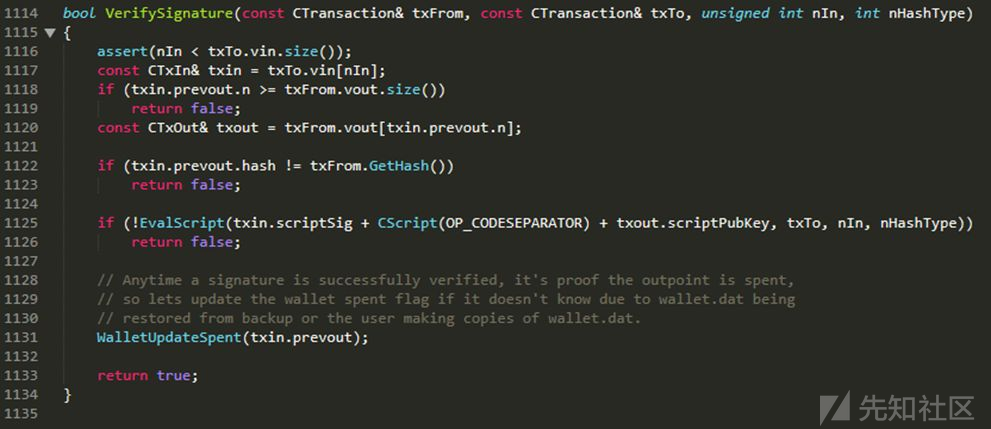 1114 bool VerifySignature(const CTransaction& txFrom, const CTransaction& txTo, unsigned int nIn, int nHashType)
1115 {
1116     assert(nIn < txTo.vin.size());
1117     const CTxIn& txin = txTo.vin[nIn];
1118     if (txin.prevout.n >= txFrom.vout.size())
1119         return false;
1120     const CTxOut& txout = txFrom.vout[txin.prevout.n];
1121
1122     if (txin.prevout.hash != txFrom.GetHash())
1123         return false;
1124
1125     if (!EvalScript(txin.scriptSig + CScript(OP_CODESEPARATOR) + txout.scriptPubKey, txTo, nIn, nHashType))
1126         return false;
1127
1128     // Anytime a signature is successfully verified, it's proof the outpoint is spent,
1129     // so lets update the wallet spent flag if it doesn't know due to wallet.dat being
1130     // restored from backup or the user making copies of wallet.dat.
1131     WalletUpdateSpent(txin.prevout);
1132
1133     return true;
1134 }
1135
先知社区